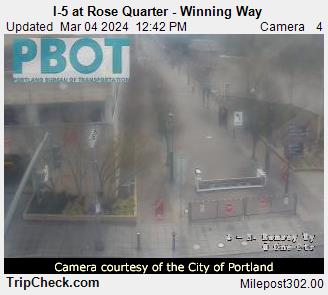 I-5 at Rose Quarter - Winning Way
Updated Mar 04 2024 12:42 PM Camera 4
PBOT
PORTLAND BUREAU OF TRANSPORTATION
Camera courtesy of the City of Portland
TripCheck.com Milepost302.00